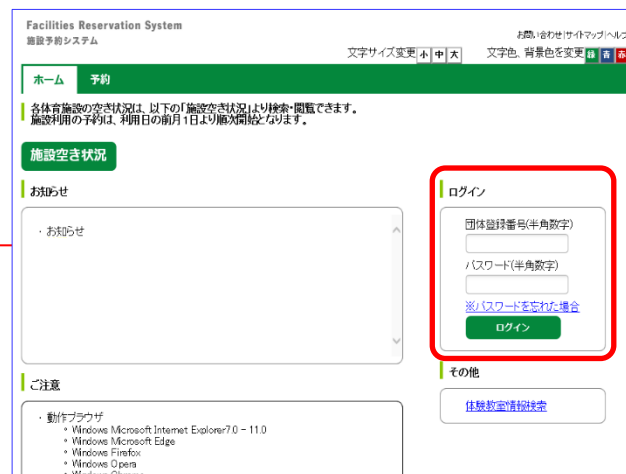 Facilities Reservation System
施設予約システム
お問い合わせ|サイトマップ|ヘルプ
文字サイズ変更 小 中 大 文字色、背景色を変更 緑 青 赤
ホーム 予約
各体育施設の空き状況は、以下の「施設空き状況」より検索・閲覧できます。
施設利用の予約は、利用日の前月1日より順次開始となります。
施設空き状況
お知らせ
・お知らせ
ログイン
団体登録番号(半角数字)
パスワード(半角数字)
※パスワードを忘れた場合
ログイン
その他
体験教室情報検索
ご注意
・動作ブラウザ
Windows Microsoft Internet Explorer7.0 - 11.0
Windows Microsoft Edge
Windows Firefox
Windows Opera